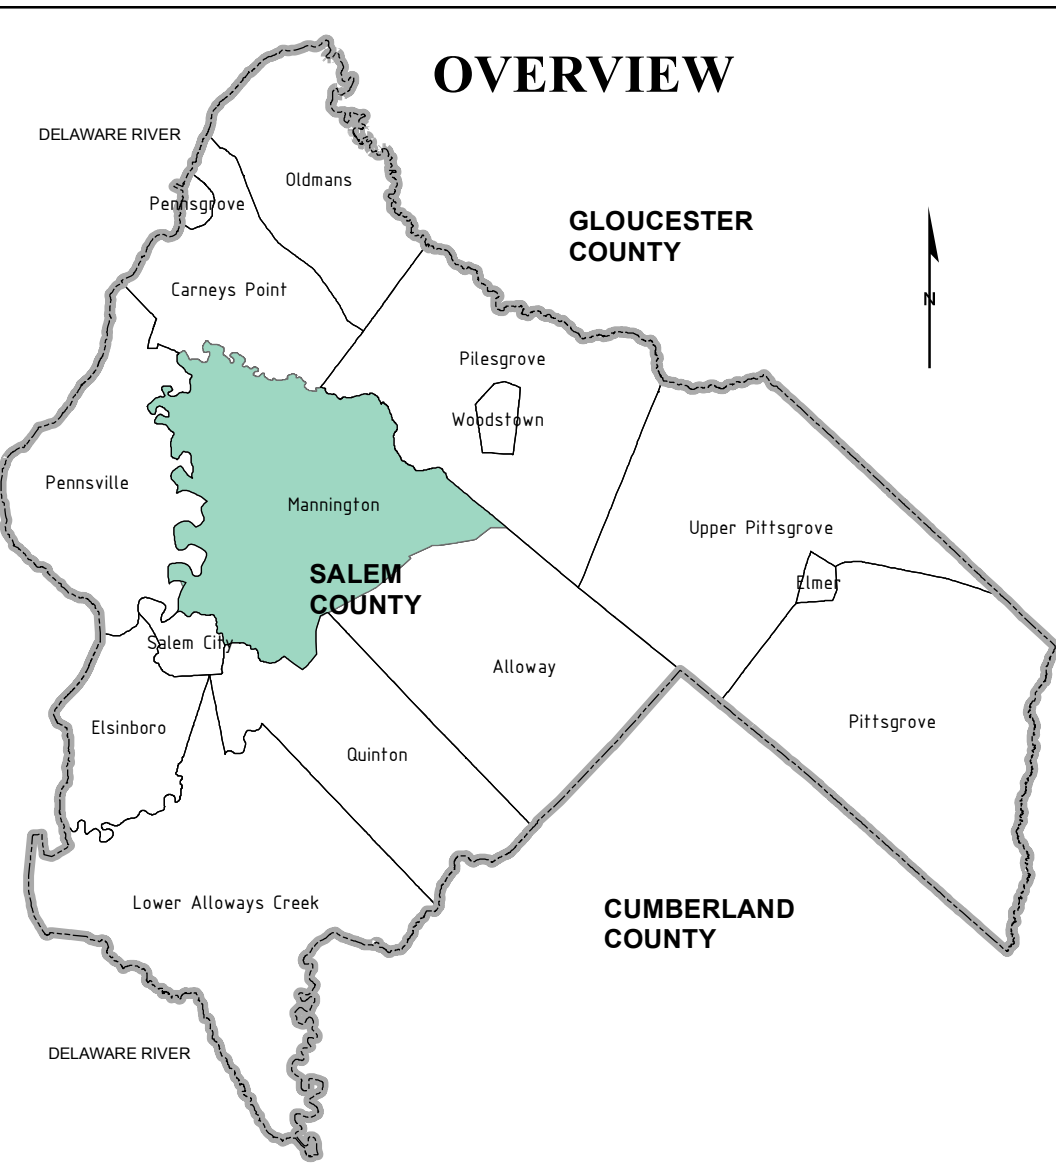 OVERVIEW
DELAWARE RIVER
Oldmans
Pennsgrove
GLOUCESTER
COUNTY
Carneys Point
N
Pilesgrove
Woodstown
Pennsville
Mannington
Upper Pittsgrove
SALEM
COUNTY
Elmer
Salem City
Alloway
Elsinboro
Pittsgrove
Quinton
Lower Alloways Creek
CUMBERLAND
COUNTY
DELAWARE RIVER